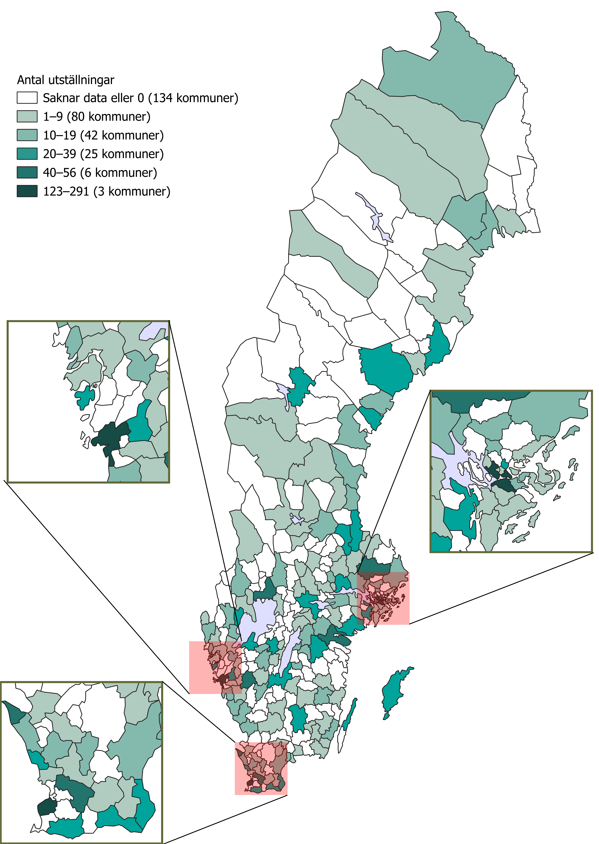 Antal utställningar
Saknar data eller 0 (134 kommuner)
1–9 (80 kommuner)
10–19 (42 kommuner)
20–39 (25 kommuner)
40–56 (6 kommuner)
123–291 (3 kommuner)